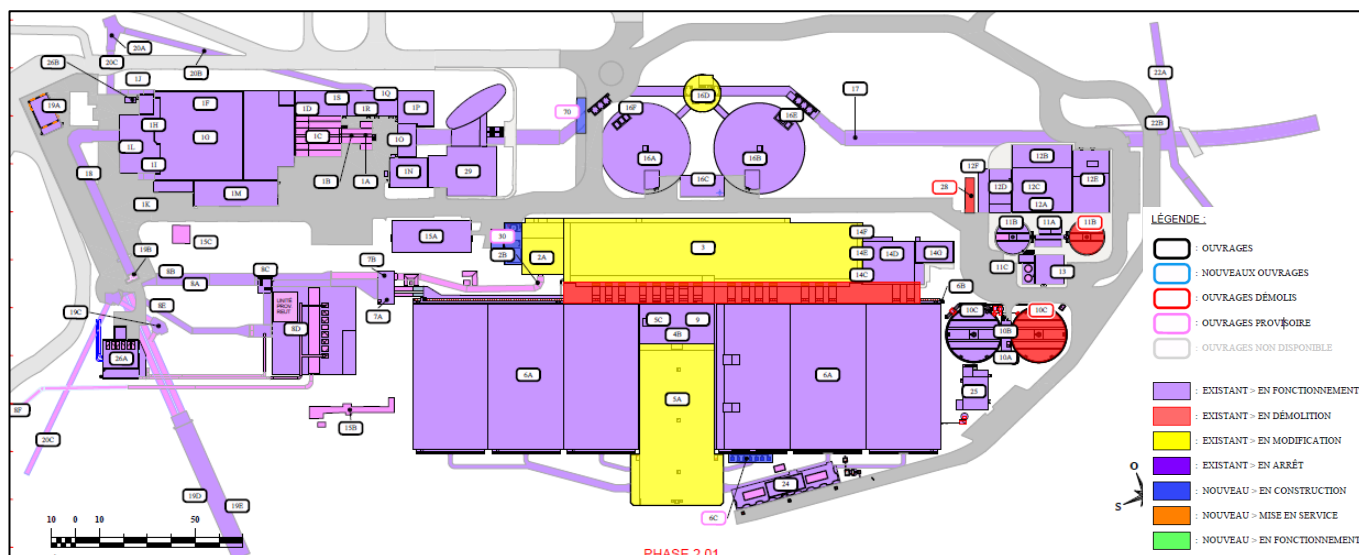 20A
26B
20C
1J
20B
19A
1F
1S
1Q
1D
1R
1P
1H
1G
1C
1O
1L
1I
18
1B
1A
1N
29
1M
1K
70
16F
16D
16E
17
16A
16B
16C
22A
22B
12F
12B
12D
12C
12E
28
12A
11B
11A
11B
11C
13
15C
15A
30
2B
2A
3
14F
14E
14D
14G
14C
19B
8B
8A
8C
7B
7A
19C
8E
UNITÉ
PROV.
REUT
8D
26A
8F
20C
15B
19D
19E
6A
5C
9
4B
5A
6A
6B
10C
10C
10B
10A
25
24
6C
LÉGENDE :
: OUVRAGES
: NOUVEAUX OUVRAGES
: OUVRAGES DÉMOLIS
: OUVRAGES PROVISOIRE
: OUVRAGES NON DISPONIBLE
: EXISTANT > EN FONCTIONNEMENT
: EXISTANT > EN DÉMOLITION
: EXISTANT > EN MODIFICATION
: EXISTANT > EN ARRÊT
: NOUVEAU > EN CONSTRUCTION
: NOUVEAU > MISE EN SERVICE
: NOUVEAU > EN FONCTIONNEMENT
O
S
10 0 10 50
PHASE 2.01